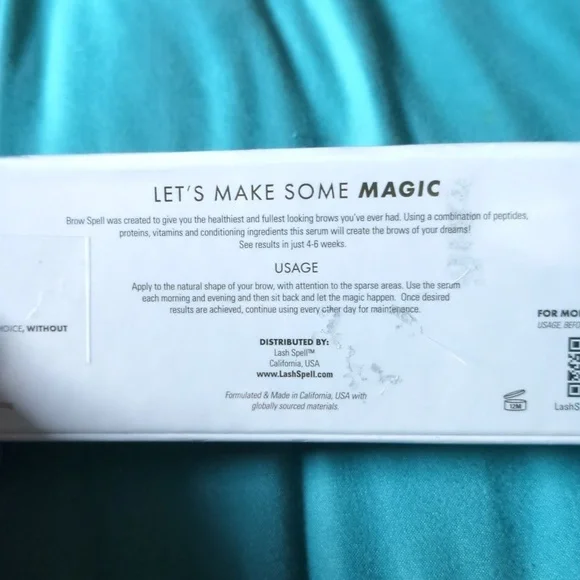 LET'S MAKE SOME MAGIC
Brow Spell was created to give you the healthiest and fullest looking brows you've ever had. Using a combination of peptides,
proteins, vitamins and conditioning ingredients this serum will create the brows of your dreams!
See results in just 4-6 weeks.
USAGE
Apply to the natural shape of your brow, with attention to the sparse areas. Use the serum
each morning and evening and then sit back and let the magic happen. Once desired
results are achieved, continue using every other day for maintenance.
DISTRIBUTED BY:
Lash Spell™
California, USA
www.LashSpell.com
Formulated & Made in California, USA with
globally sourced materials.
WITHOUT
FOR
USAGE,
12M